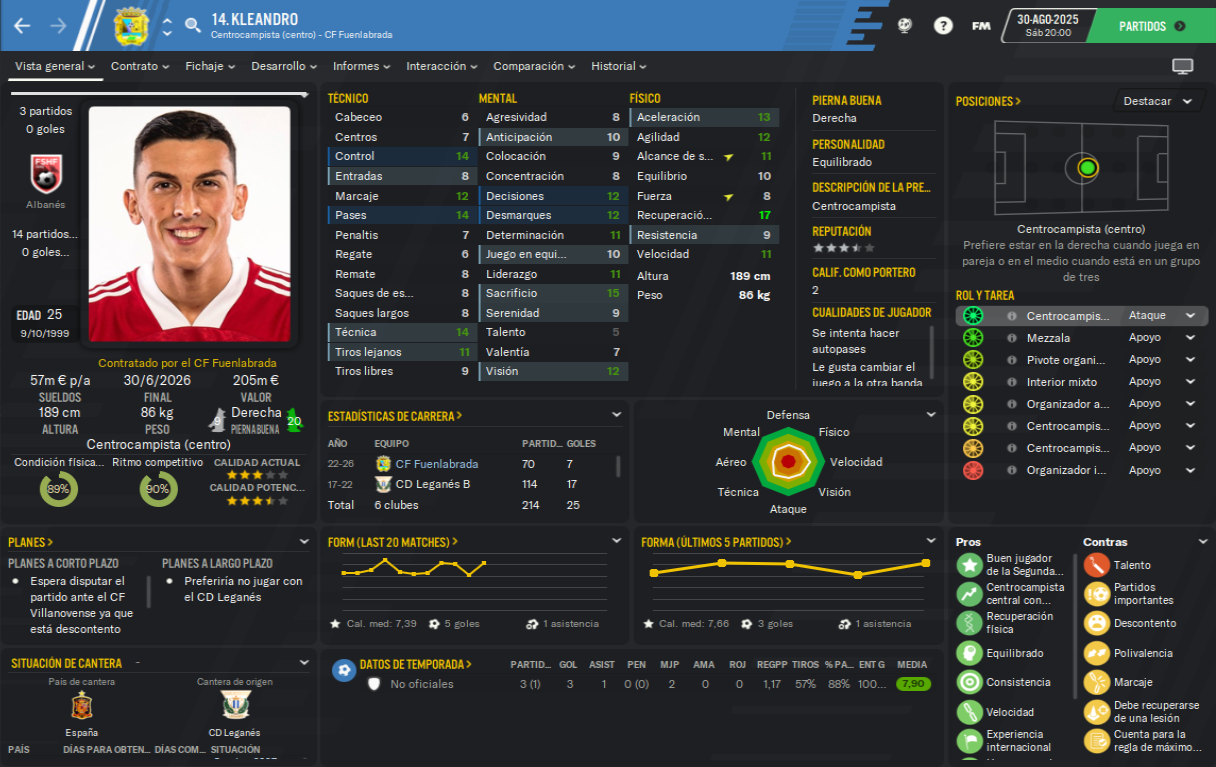 14. KLEANDRO
Centrocampista (centro) - CF Fuenlabrada
?
FM
30-AGO-2025
Sáb 20:00
PARTIDOS
Vista general
Contrato
Fichaje
Desarrollo
Informes
Interacción
Comparación
Historial
3 partidos
0 goles
FSHF
Albanés
14 partidos...
0 goles...
EDAD 25
9/10/1999
Contratado por el CF Fuenlabrada
57m € p/a
SUELDOS
30/6/2026
FINAL
205m €
VALOR
189 cm
ALTURA
86 kg
PESO
9
Derecha
PIERNA BUENA
20
Centrocampista (centro)
Condición física...
89%
Ritmo competitivo
90%
CALIDAD ACTUAL
CALIDAD POTENC...
TÉCNICO
Cabeceo 6
Centros 7
Control 14
Entradas 8
Marcaje 12
Pases 14
Penaltis 7
Regate 6
Remate 8
Saques de es... 8
Saques largos 8
Técnica 14
Tiros lejanos 11
Tiros libres 9
MENTAL
Agresividad 8
Anticipación 10
Colocación 9
Concentración 8
Decisiones 12
Desmarques 12
Determinación 11
Juego en equi... 10
Liderazgo 11
Sacrificio 15
Serenidad 9
Talento 5
Valentía 7
Visión 12
FÍSICO
Aceleración 13
Agilidad 12
Alcance de s... 11
Equilibrio 10
Fuerza 8
Recuperació... 17
Resistencia 9
Velocidad 11
Altura 189 cm
Peso 86 kg
PIERNA BUENA
Derecha
PERSONALIDAD
Equilibrado
DESCRIPCIÓN DE LA PRE...
Centrocampista
REPUTACIÓN
CALIF. COMO PORTERO
2
CUALIDADES DE JUGADOR
Se intenta hacer
autopases
Le gusta cambiar el
juego a la otra banda
POSICIONES >
Destacar
Centrocampista (centro)
Prefiere estar en la derecha cuando juega en
pareja o en el medio cuando está en un grupo
de tres
ROL Y TAREA
Centrocampis... Ataque
Mezzala Apoyo
Pivote organi... Apoyo
Interior mixto Apoyo
Organizador a... Apoyo
Centrocampis... Apoyo
Centrocampis... Apoyo
Organizador i... Apoyo
ESTADÍSTICAS DE CARRERA >
AÑO EQUIPO PARTID... GOLES
22-26 CF Fuenlabrada 70 7
17-22 CD Leganés B 114 17
Total 6 clubes 214 25
Defensa
Mental Físico
Aéreo Velocidad
Técnica Visión
Ataque
PLANES >
PLANES A CORTO PLAZO
Espera disputar el
partido ante el CF
Villanovense ya que
está descontento
PLANES A LARGO PLAZO
Preferiría no jugar con
el CD Leganés
FORM (LAST 20 MATCHES) >
Cal. med: 7,39 5 goles 1 asistencia
FORMA (ÚLTIMOS 5 PARTIDOS) >
Cal. med: 7,66 3 goles 1 asistencia
Pros
Buen jugador
de la Segunda...
Centrocampista
central con...
Recuperación
física
Equilibrado
Consistencia
Velocidad
Experiencia
internacional
Contras
Talento
Partidos
importantes
Descontento
Polivalencia
Marcaje
Debe recuperarse
de una lesión
Cuenta para la
regla de máximo...
SITUACIÓN DE CANTERA -
País de cantera
España
Cantera de origen
CD Leganés
PAÍS DÍAS PARA OBTEN... DÍAS COM... SITUACIÓN
DATOS DE TEMPORADA > PARTID... GOL ASIST PEN MJP AMA ROJ REGPP TIROS % PA... ENT G MEDIA
No oficiales 3 (1) 3 1 0 (0) 2 0 0 1,17 57% 88% 100... 7,90